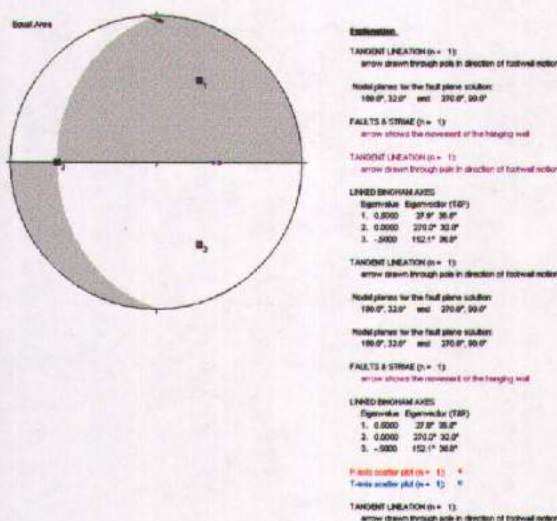 Equal Area
1
2
3
Explanation.
TANGENT LINEATION (n = 1):
arrow drawn through pole in direction of footwall motion
Nodal planes for the fault plane solution:
180.0°, 32.0° and 270.0°, 90.0°
FAULTS & STRIAE (n = 1):
arrow shows the movement of the hanging wall
TANGENT LINEATION (n = 1):
arrow drawn through pole in direction of footwall motion
LINKED BINGHAM AXES
Eigenvalue Eigenvector (T&P)
1. 0.5000 27.9° 36.8°
2. 0.0000 270.0° 32.0°
3. -.5000 152.1° 36.8°
TANGENT LINEATION (n = 1):
arrow drawn through pole in direction of footwall motion
Nodal planes for the fault plane solution:
180.0°, 32.0° and 270.0°, 90.0°
Nodal planes for the fault plane solution:
180.0°, 32.0° and 270.0°, 90.0°
FAULTS & STRIAE (n = 1):
arrow shows the movement of the hanging wall
LINKED BINGHAM AXES
Eigenvalue Eigenvector (T&P)
1. 0.5000 27.9° 36.8°
2. 0.0000 270.0° 32.0°
3. -.5000 152.1° 36.8°
P-axis scatter plot (n = 1):
T-axis scatter plot (n = 1):
TANGENT LINEATION (n = 1):
arrow drawn through pole in direction of footwall motion